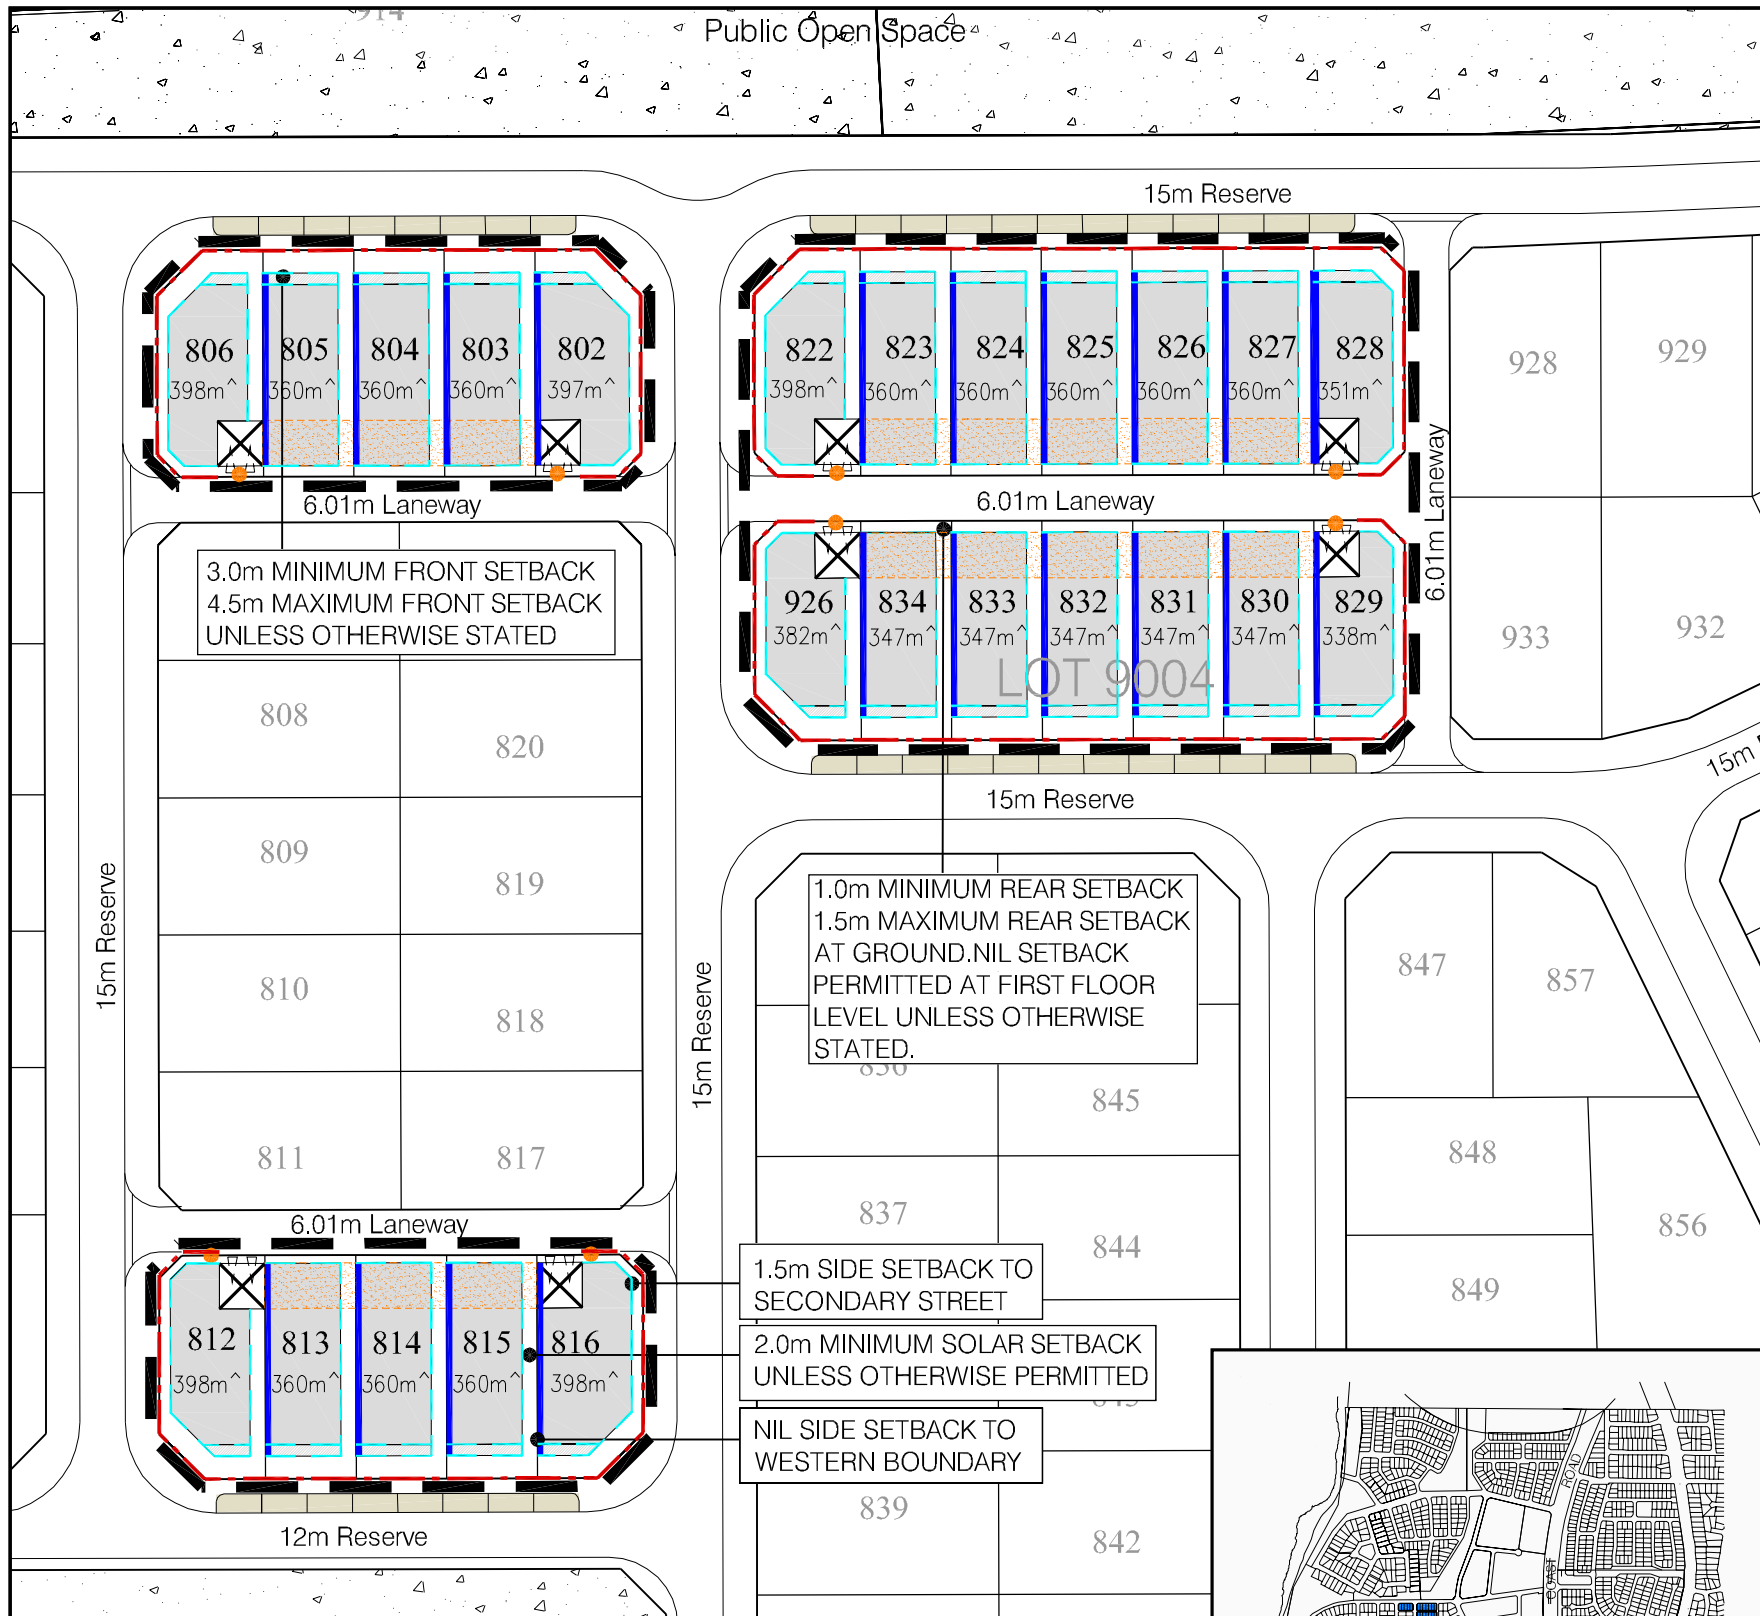 914
Public Open Space
15m Reserve
806 805 804 803 802
398m^ 360m^ 360m^ 360m^ 397m^
822 823 824 825 826 827 828
398m^ 360m^ 360m^ 360m^ 360m^ 360m^ 351m^
928 929
6.01m Laneway
6.01m Laneway
6.01m Laneway
3.0m MINIMUM FRONT SETBACK
4.5m MAXIMUM FRONT SETBACK
UNLESS OTHERWISE STATED
926 834 833 832 831 830 829
382m^ 347m^ 347m^ 347m^ 347m^ 347m^ 338m^
LOT 9004
933 932
15m
808
820
15m Reserve
809
819
15m Reserve
1.0m MINIMUM REAR SETBACK
1.5m MAXIMUM REAR SETBACK
AT GROUND.NIL SETBACK
PERMITTED AT FIRST FLOOR
LEVEL UNLESS OTHERWISE
STATED.
810
818
15m Reserve
847 857
836
845
811 817
848
837
844
856
849
6.01m Laneway
1.5m SIDE SETBACK TO
SECONDARY STREET
2.0m MINIMUM SOLAR SETBACK
UNLESS OTHERWISE PERMITTED
843
NIL SIDE SETBACK TO
WESTERN BOUNDARY
812 813 814 815 816
398m^ 360m^ 360m^ 360m^ 398m^
839
842
12m Reserve
ROAD
COAST